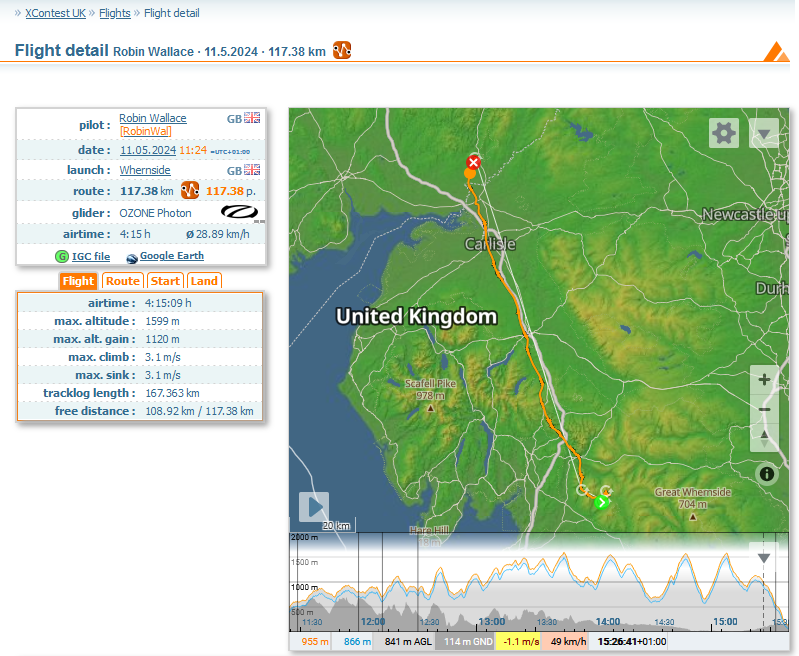 » XContest UK » Flights » Flight detail
Flight detail Robin Wallace · 11.5.2024 · 117.38 km
pilot : Robin Wallace GB
[RobinWal]
date : 11.05.2024 11:24 =UTC+01:00
launch : Whernside GB
route : 117.38 km 117.38 p.
glider : OZONE Photon
airtime : 4:15 h Ø 28.89 km/h
G IGC file Google Earth
Flight Route Start Land
airtime : 4:15:09 h
max. altitude : 1599 m
max. alt. gain : 1120 m
max. climb : 3.1 m/s
max. sink : 3.1 m/s
tracklog length : 167.363 km
free distance : 108.92 km / 117.38 km
Newcastle up
Carlisle
Durh
United Kingdom
Scafell Pike
978 m
Great Whernside
704 m
20 km
Hare Hill
2000 m
1500 m
1000 m
500 m
11:30 12:00 12:30 13:00 13:30 14:00 14:30 15:00 15:3
955 m 866 m 841 m AGL 114 m GND -1.1 m/s 49 km/h 15:26:41+01:00